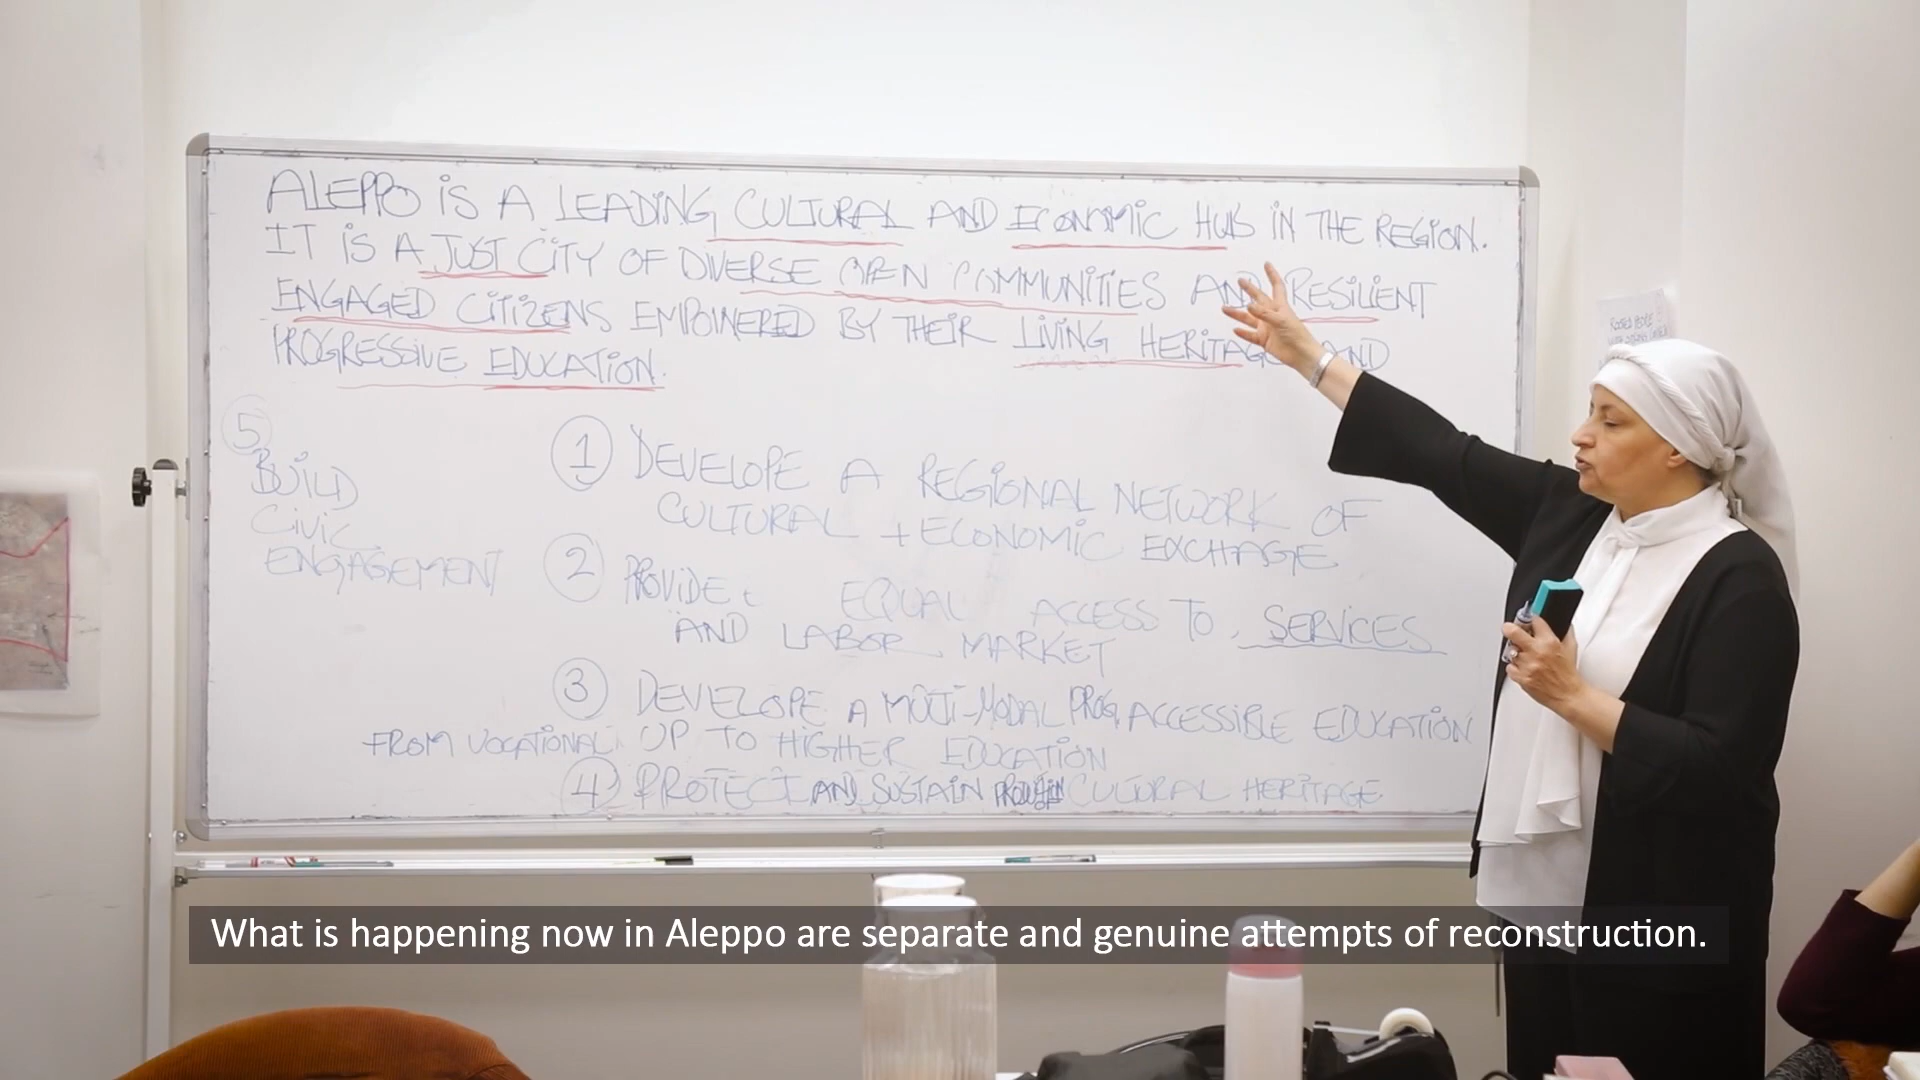 ALEPPO IS A LEADING CULTURAL AND ECONOMIC HUB IN THE REGION.
IT IS A JUST CITY OF DIVERSE OPEN COMMUNITIES AND RESILIENT
ENGAGED CITIZENS EMPOWERED BY THEIR LIVING HERITAGE AND
PROGRESSIVE EDUCATION.
5
BUILD
CIVIC
ENGAGEMENT
1 DEVELOPE A REGIONAL NETWORK OF
CULTURAL + ECONOMIC EXCHAGE
2 PROVIDE EQUAL ACCESS TO SERVICES
AND LABOR MARKET
3 DEVELOPE A MULTI-MODAL PROG. ACCESSIBLE EDUCATION
FROM VOCATIONAL UP TO HIGHER EDUCATION
4 PROTECT AND SUSTAIN CULTURAL HERITAGE
What is happening now in Aleppo are separate and genuine attempts of reconstruction.